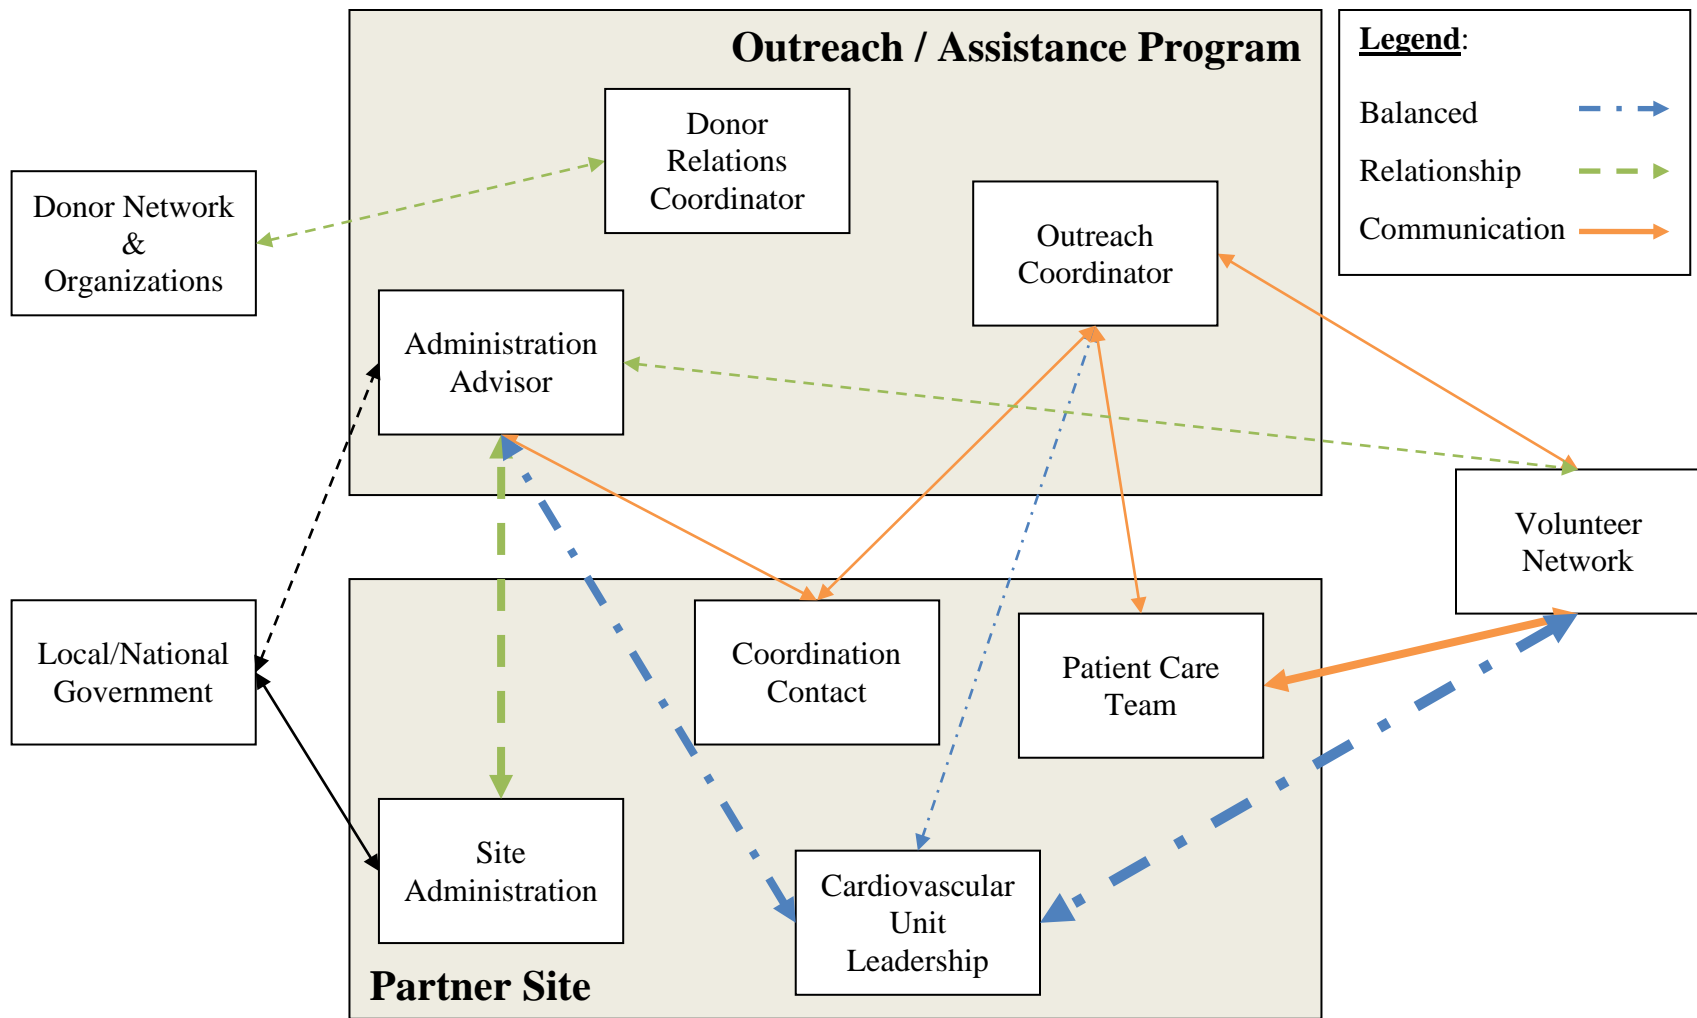 Outreach / Assistance Program
Legend:
Balanced
Relationship
Communication
Donor
Relations
Coordinator
Donor Network
&
Organizations
Outreach
Coordinator
Administration
Advisor
Volunteer
Network
Local/National
Government
Coordination
Contact
Patient Care
Team
Site
Administration
Cardiovascular
Unit
Leadership
Partner Site